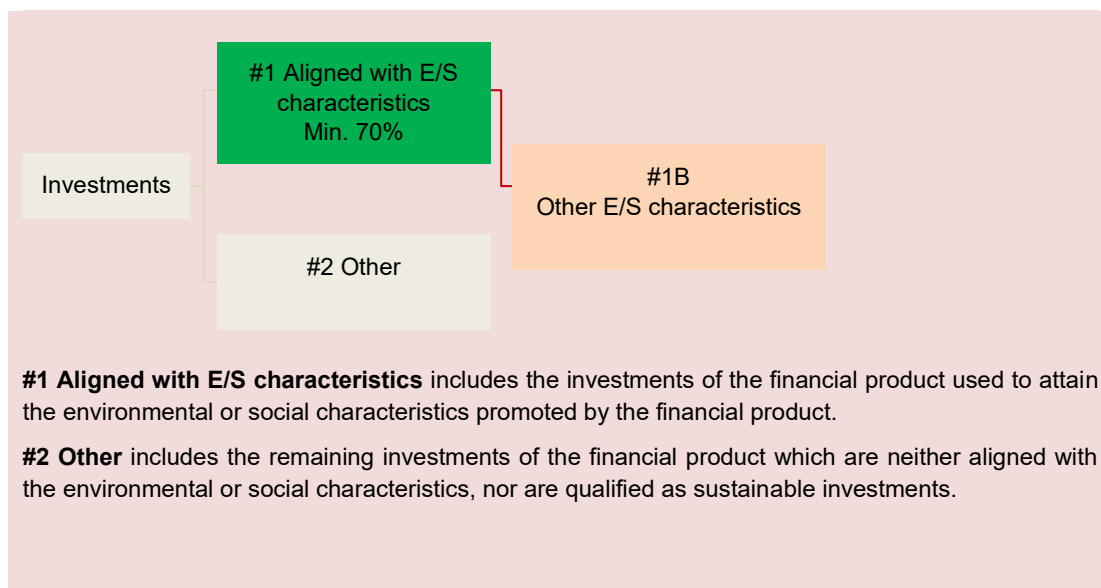 #1 Aligned with E/S
characteristics
Min. 70%
Investments
#1B
Other E/S characteristics
#2 Other
#1 Aligned with E/S characteristics includes the investments of the financial product used to attain
the environmental or social characteristics promoted by the financial product.
#2 Other includes the remaining investments of the financial product which are neither aligned with
the environmental or social characteristics, nor are qualified as sustainable investments.